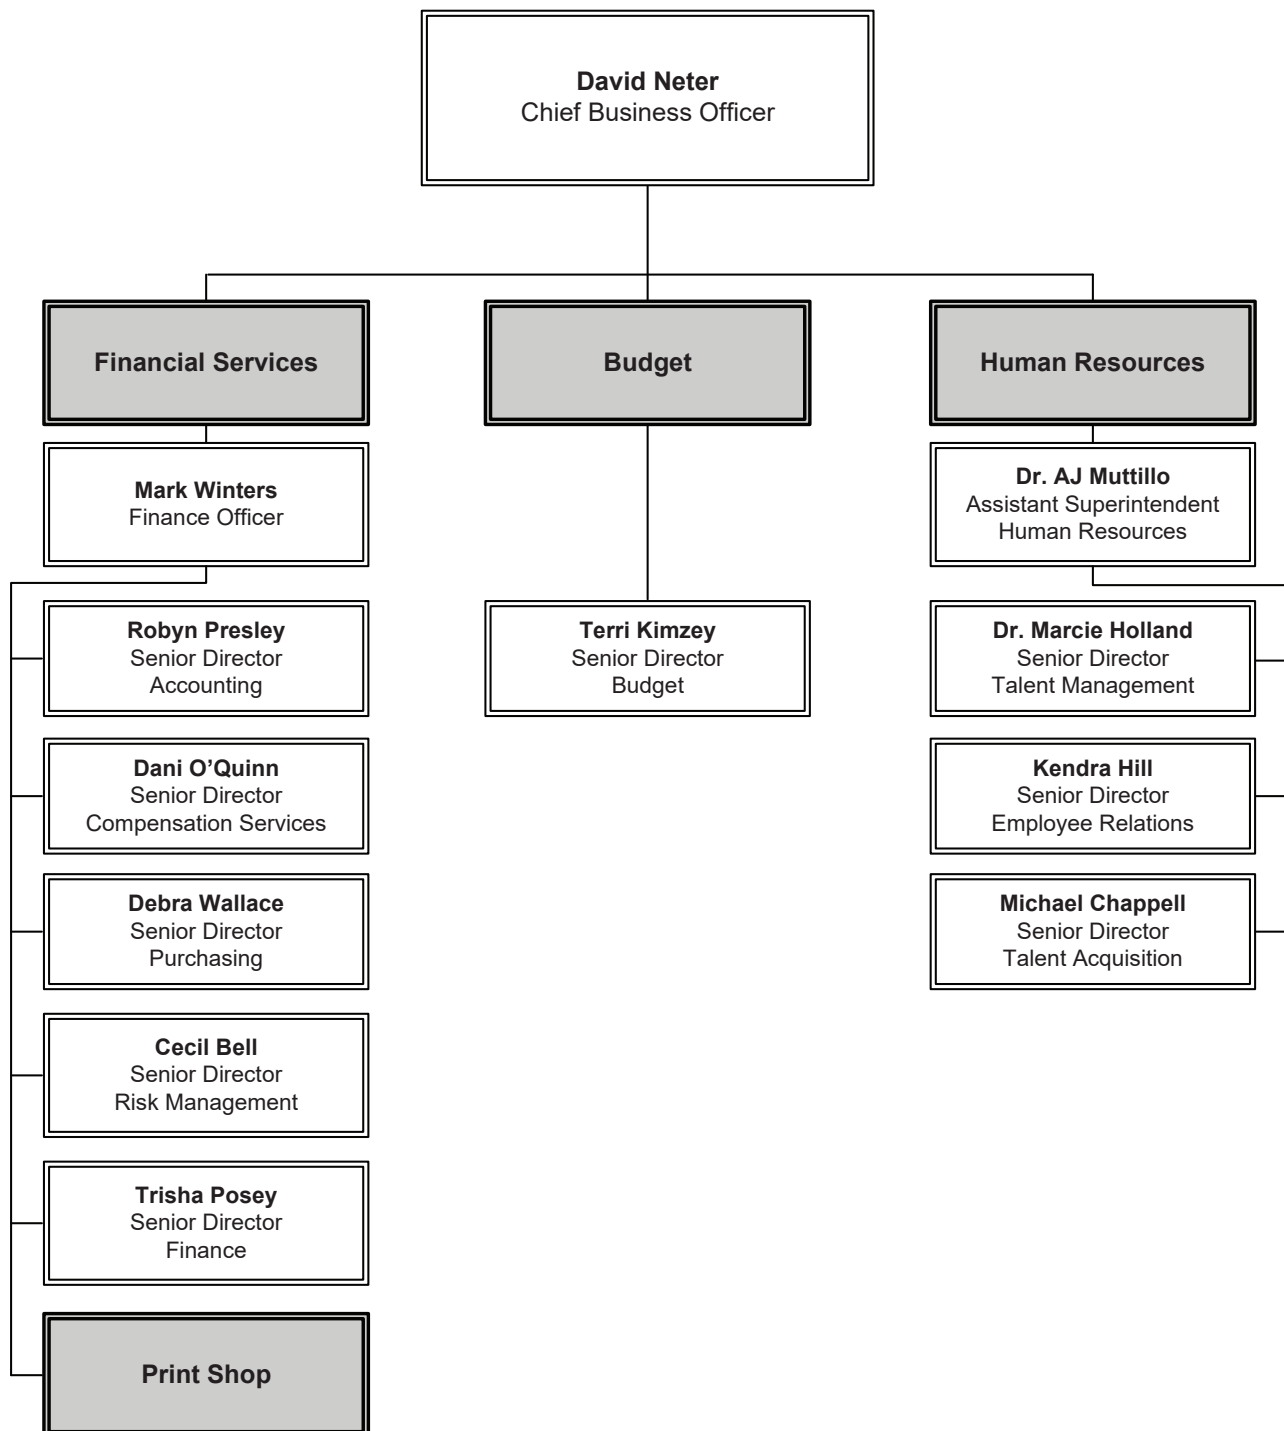 David Neter
Chief Business Officer
Financial Services
Budget
Human Resources
Mark Winters
Finance Officer
Dr. AJ Muttillo
Assistant Superintendent
Human Resources
Robyn Presley
Senior Director
Accounting
Terri Kimzey
Senior Director
Budget
Dr. Marcie Holland
Senior Director
Talent Management
Dani O’Quinn
Senior Director
Compensation Services
Kendra Hill
Senior Director
Employee Relations
Debra Wallace
Senior Director
Purchasing
Michael Chappell
Senior Director
Talent Acquisition
Cecil Bell
Senior Director
Risk Management
Trisha Posey
Senior Director
Finance
Print Shop